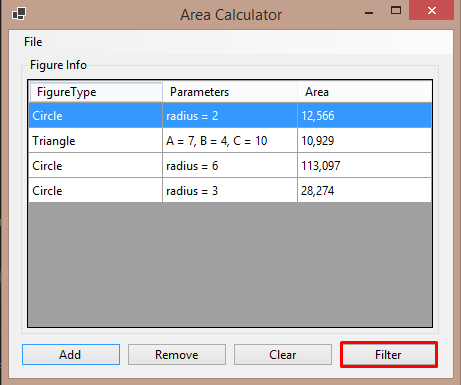 Area Calculator
File
Figure Info
FigureType Parameters Area
Circle radius = 2 12,566
Triangle A = 7, B = 4, C = 10 10,929
Circle radius = 6 113,097
Circle radius = 3 28,274
Add Remove Clear Filter